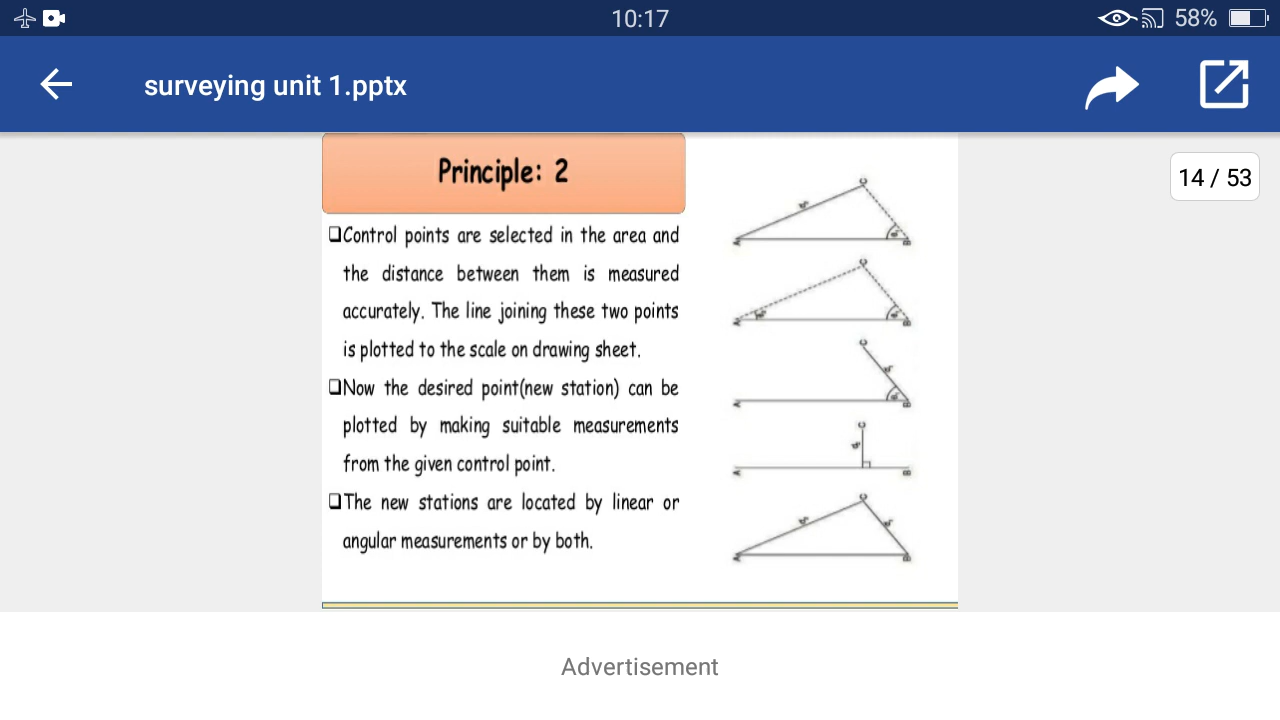 10:17
58%
surveying unit 1.pptx
14 / 53
Principle: 2
❑Control points are selected in the area and
the distance between them is measured
accurately. The line joining these two points
is plotted to the scale on drawing sheet.
❑Now the desired point(new station) can be
plotted by making suitable measurements
from the given control point.
❑The new stations are located by linear or
angular measurements or by both.
C
A
B
C
A
B
C
A
B
C
A
B
C
A
B
Advertisement